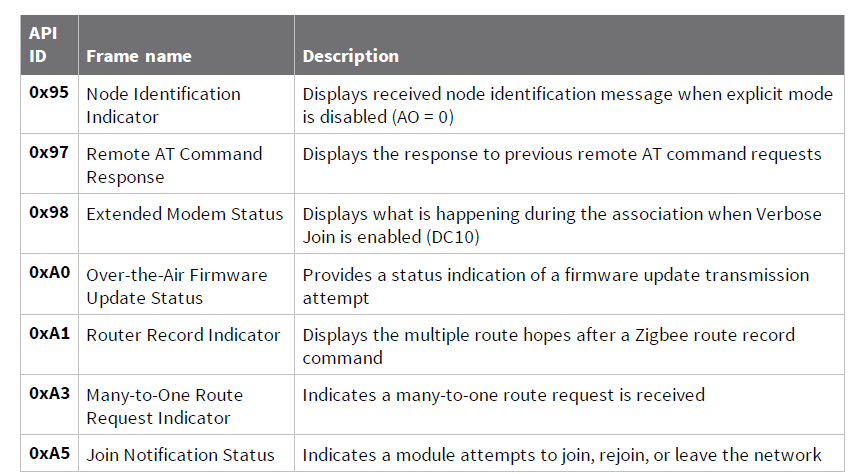 API
ID Frame name Description
0x95 Node Identification Displays received node identification message when explicit mode
Indicator is disabled (AO = 0)
0x97 Remote AT Command Displays the response to previous remote AT command requests
Response
0x98 Extended Modem Status Displays what is happening during the association when Verbose
Join is enabled (DC10)
0xA0 Over-the-Air Firmware Provides a status indication of a firmware update transmission
Update Status attempt
0xA1 Router Record Indicator Displays the multiple route hops after a Zigbee route record
command
0xA3 Many-to-One Route Indicates a many-to-one route request is received
Request Indicator
0xA5 Join Notification Status Indicates a module attempts to join, rejoin, or leave the network